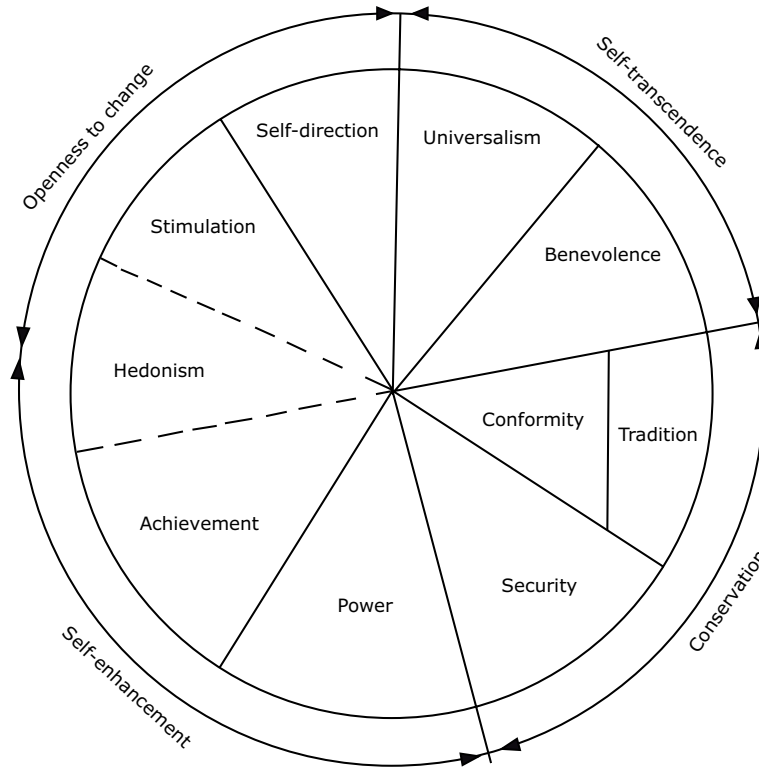 Openness to change
Self-transcendence
Self-direction
Universalism
Stimulation
Benevolence
Hedonism
Conformity
Tradition
Achievement
Power
Security
Self-enhancement
Conservation